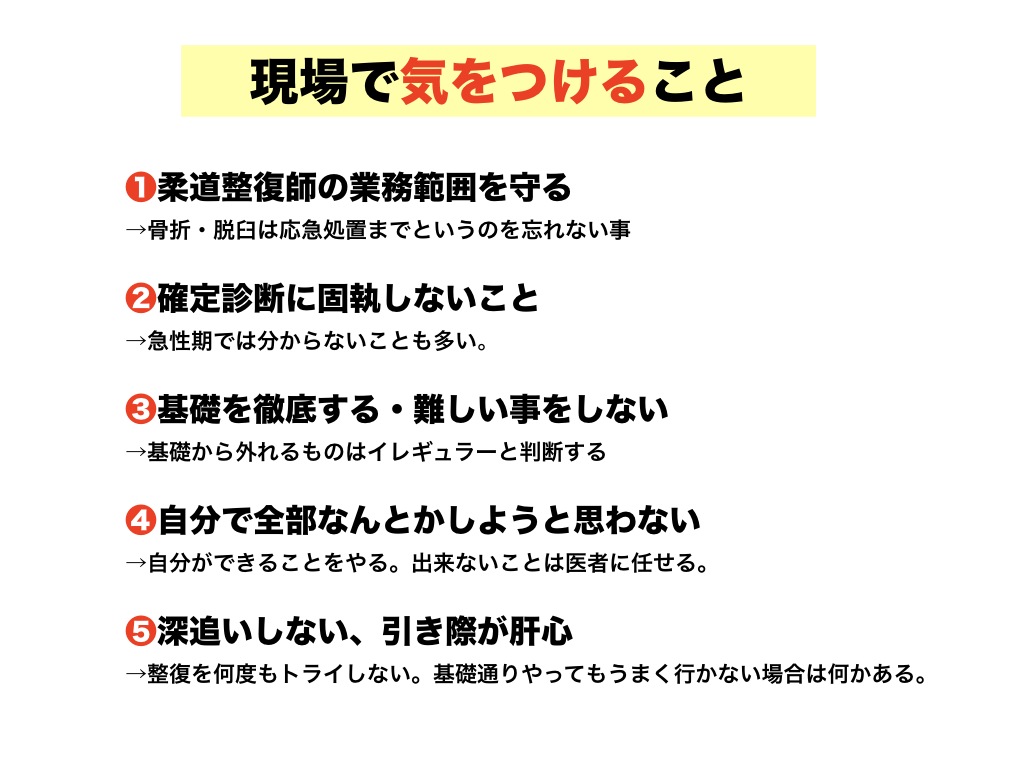 現場で気をつけること
❶柔道整復師の業務範囲を守る
→骨折・脱臼は応急処置までというのを忘れない事
❷確定診断に固執しないこと
→急性期では分からないことも多い。
❸基礎を徹底する・難しい事をしない
→基礎から外れるものはイレギュラーと判断する
❹自分で全部なんとかしようと思わない
→自分ができることをやる。出来ないことは医者に任せる。
❺深追いしない、引き際が肝心
→整復を何度もトライしない。基礎通りやってもうまく行かない場合は何かある。